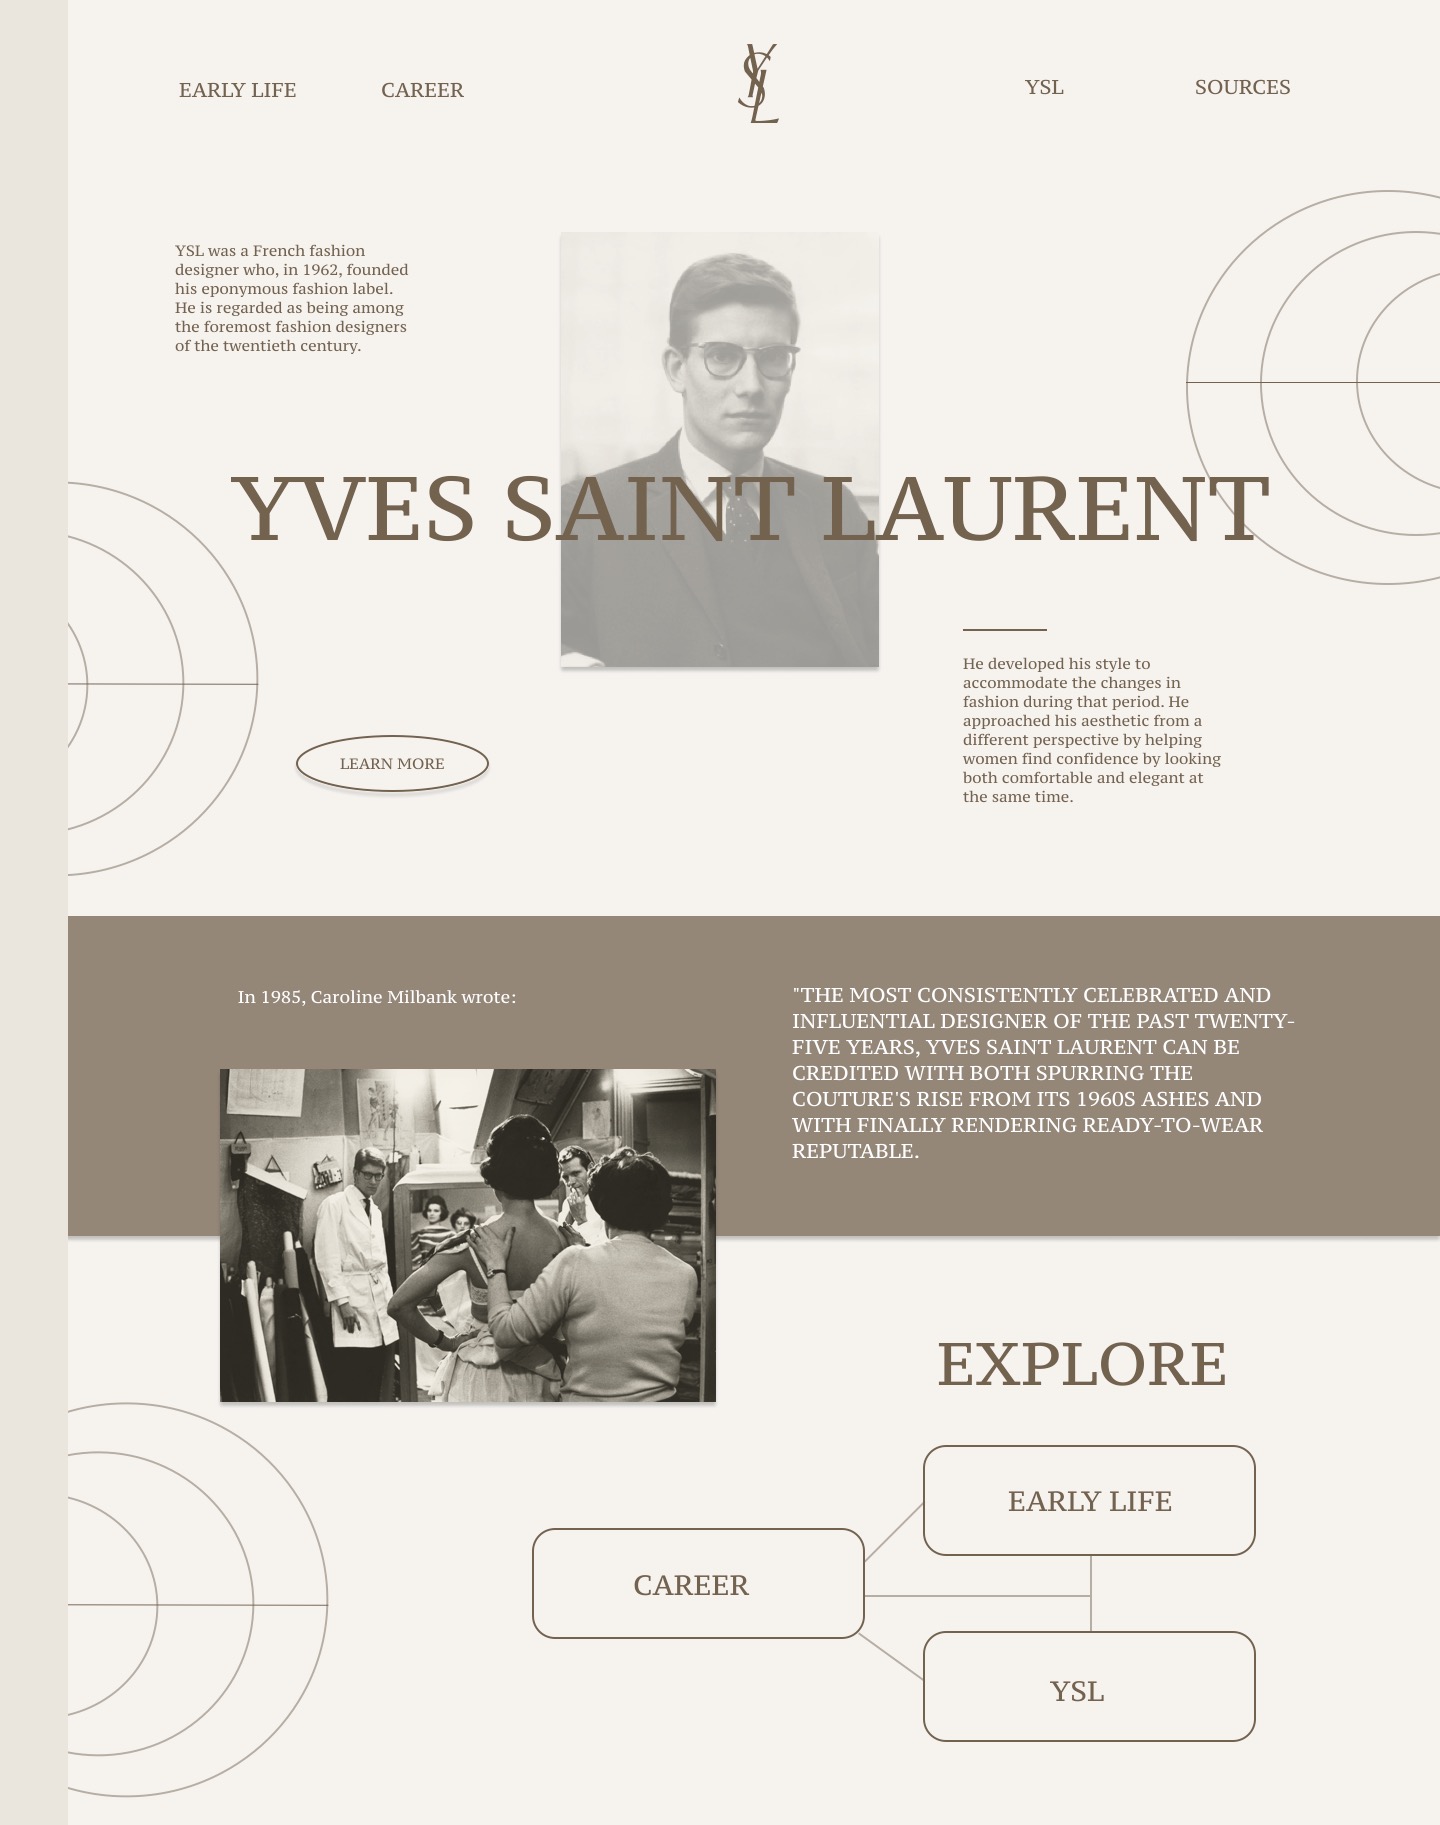 EARLY LIFE
CAREER
YSL
YSL
SOURCES
YSL was a French fashion
designer who, in 1962, founded
his eponymous fashion label.
He is regarded as being among
the foremost fashion designers
of the twentieth century.
YVES SAINT LAURENT
He developed his style to
accommodate the changes in
fashion during that period. He
approached his aesthetic from a
different perspective by helping
women find confidence by looking
both comfortable and elegant at
the same time.
LEARN MORE
In 1985, Caroline Milbank wrote:
"THE MOST CONSISTENTLY CELEBRATED AND
INFLUENTIAL DESIGNER OF THE PAST TWENTY-
FIVE YEARS, YVES SAINT LAURENT CAN BE
CREDITED WITH BOTH SPURRING THE
COUTURE'S RISE FROM ITS 1960S ASHES AND
WITH FINALLY RENDERING READY-TO-WEAR
REPUTABLE.
EXPLORE
EARLY LIFE
CAREER
YSL